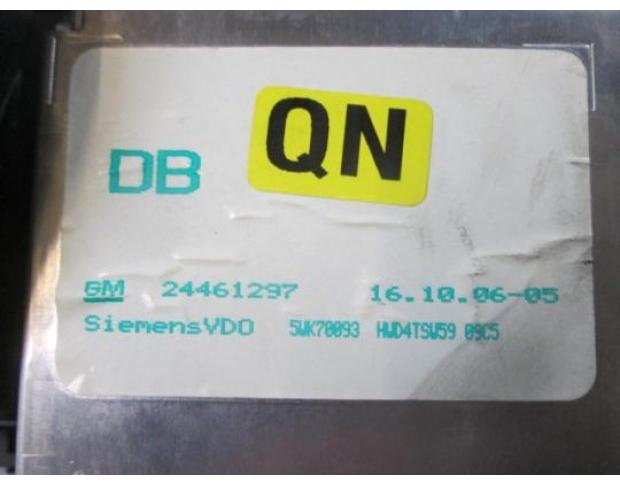 QN
DB
GM 24461297 16.10.06-05
SiemensVDO 5WK70093 HWD4TSW59 09C5